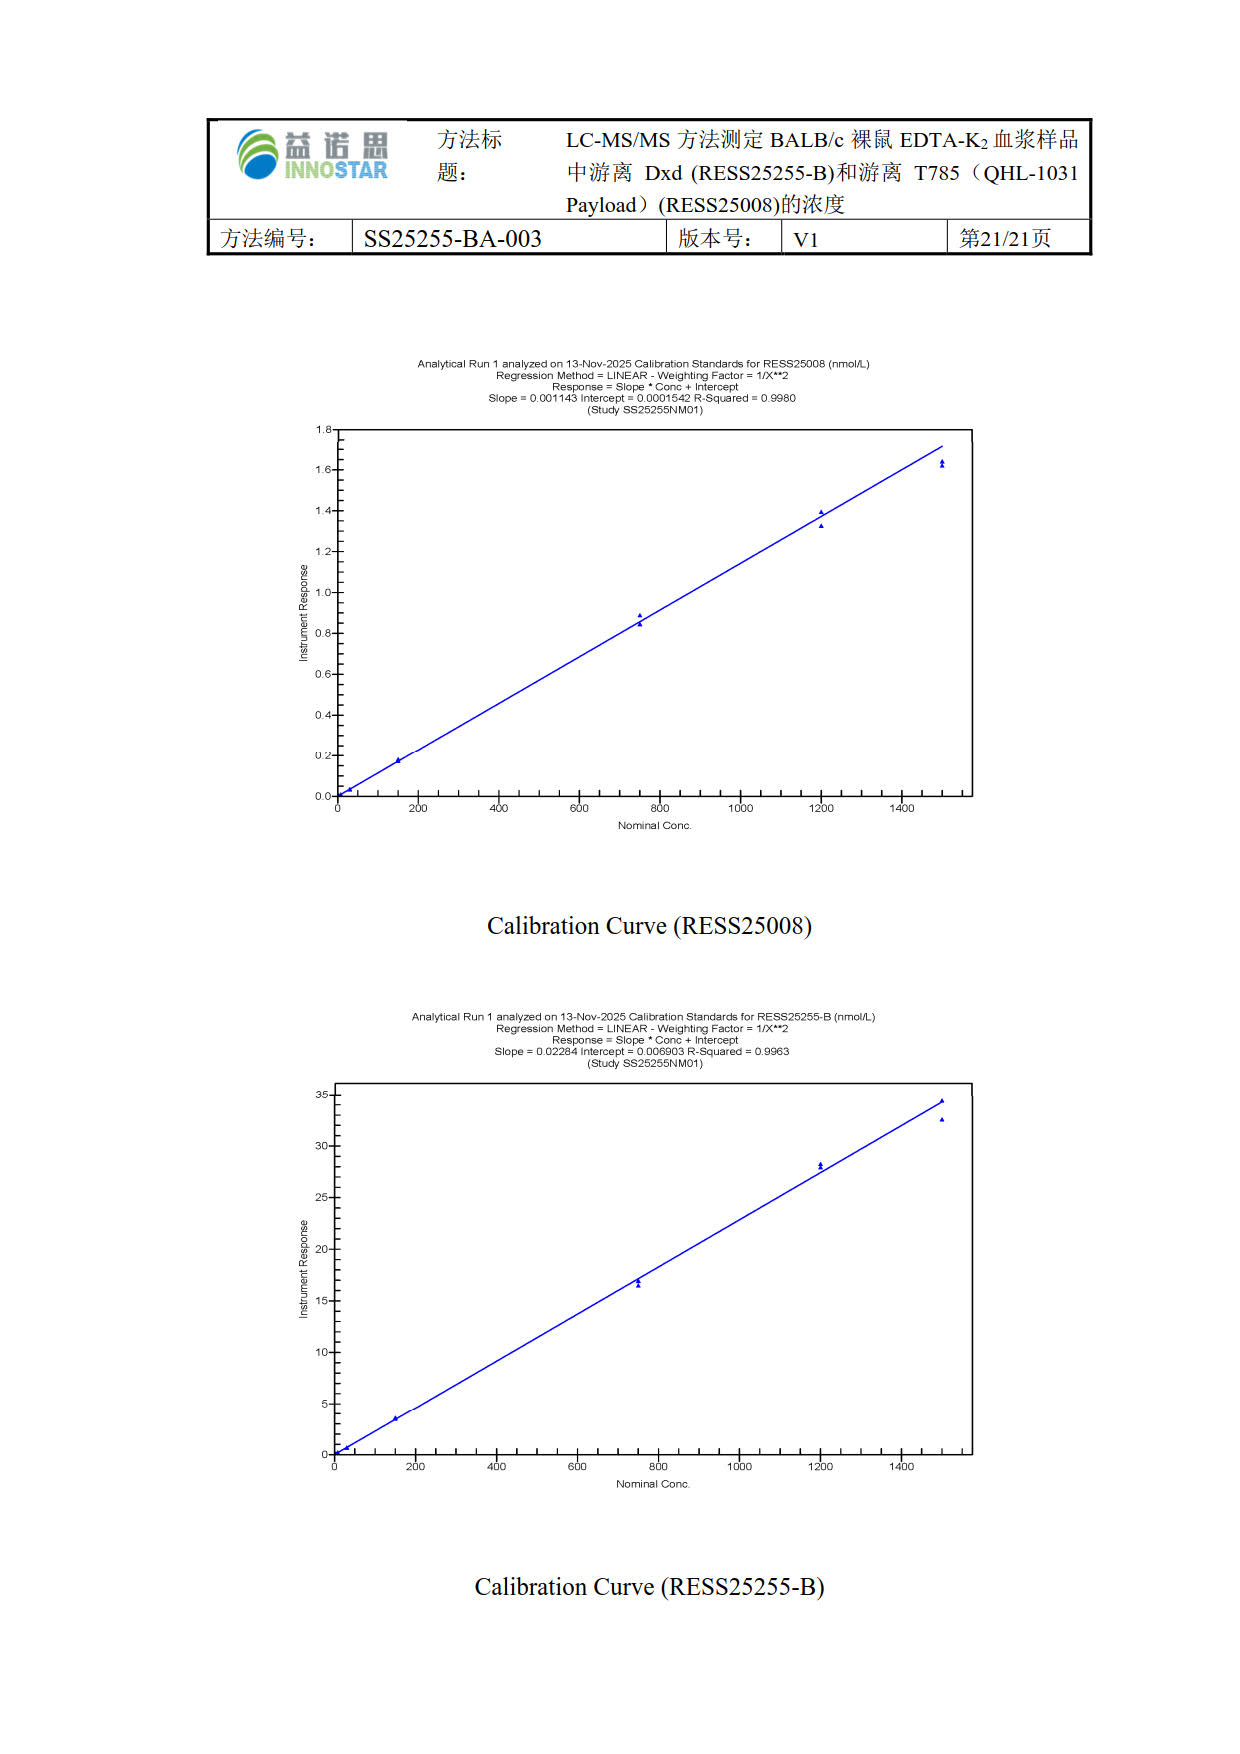 益诺思
INNOSTAR
方法标
题：
LC-MS/MS 方法测定 BALB/c 裸鼠 EDTA-K2 血浆样品
中游离 Dxd (RESS25255-B)和游离 T785（QHL-1031
Payload）(RESS25008)的浓度
方法编号： SS25255-BA-003 版本号： V1 第21/21页
Analytical Run 1 analyzed on 13-Nov-2025 Calibration Standards for RESS25008 (nmol/L)
Regression Method = LINEAR - Weighting Factor = 1/X**2
Response = Slope * Conc + Intercept
Slope = 0.001143 Intercept = 0.0001542 R-Squared = 0.9980
(Study SS25255NM01)
1.8
1.6
1.4
1.2
1.0
0.8
0.6
0.4
0.2
0.0
Instrument Response
0 200 400 600 800 1000 1200 1400
Nominal Conc.
Calibration Curve (RESS25008)
Analytical Run 1 analyzed on 13-Nov-2025 Calibration Standards for RESS25255-B (nmol/L)
Regression Method = LINEAR - Weighting Factor = 1/X**2
Response = Slope * Conc + Intercept
Slope = 0.02284 Intercept = 0.006903 R-Squared = 0.9963
(Study SS25255NM01)
35
30
25
20
15
10
5
0
Instrument Response
0 200 400 600 800 1000 1200 1400
Nominal Conc.
Calibration Curve (RESS25255-B)